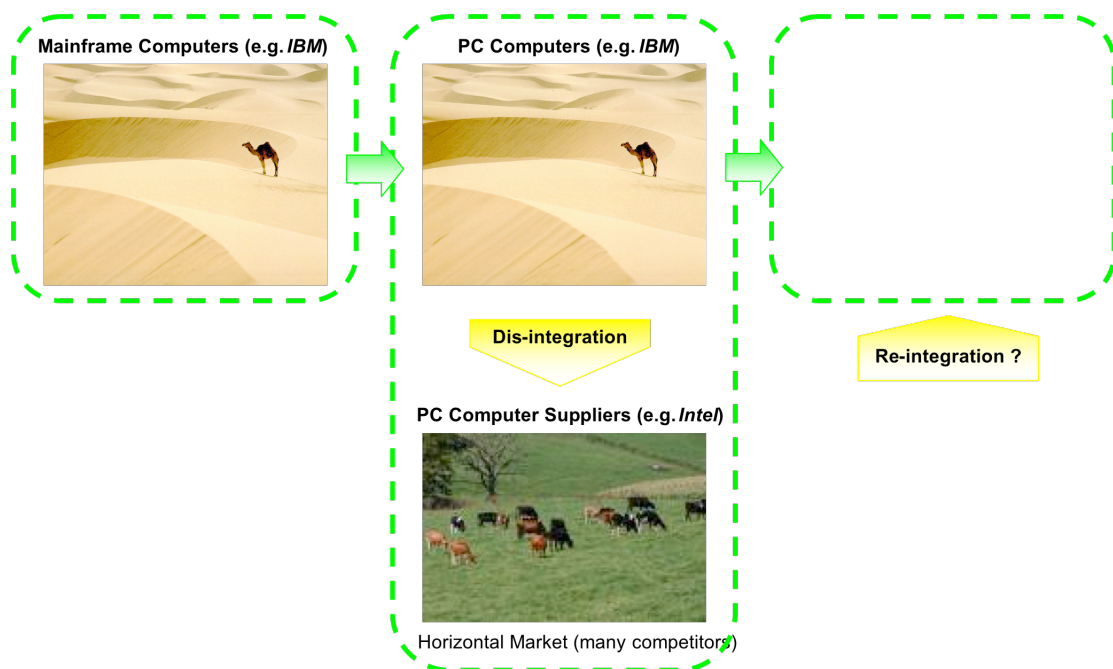 Mainframe Computers (e.g. IBM)
PC Computers (e.g. IBM)
Dis-integration
Re-integration ?
PC Computer Suppliers (e.g. Intel)
Horizontal Market (many competitors)